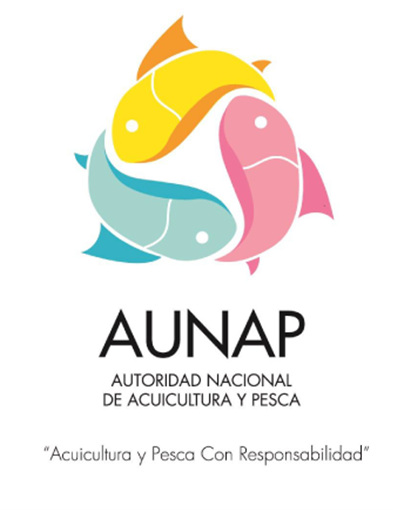 AUNAP
AUTORIDAD NACIONAL
DE ACUICULTURA Y PESCA
“Acuicultura y Pesca Con Responsabilidad”